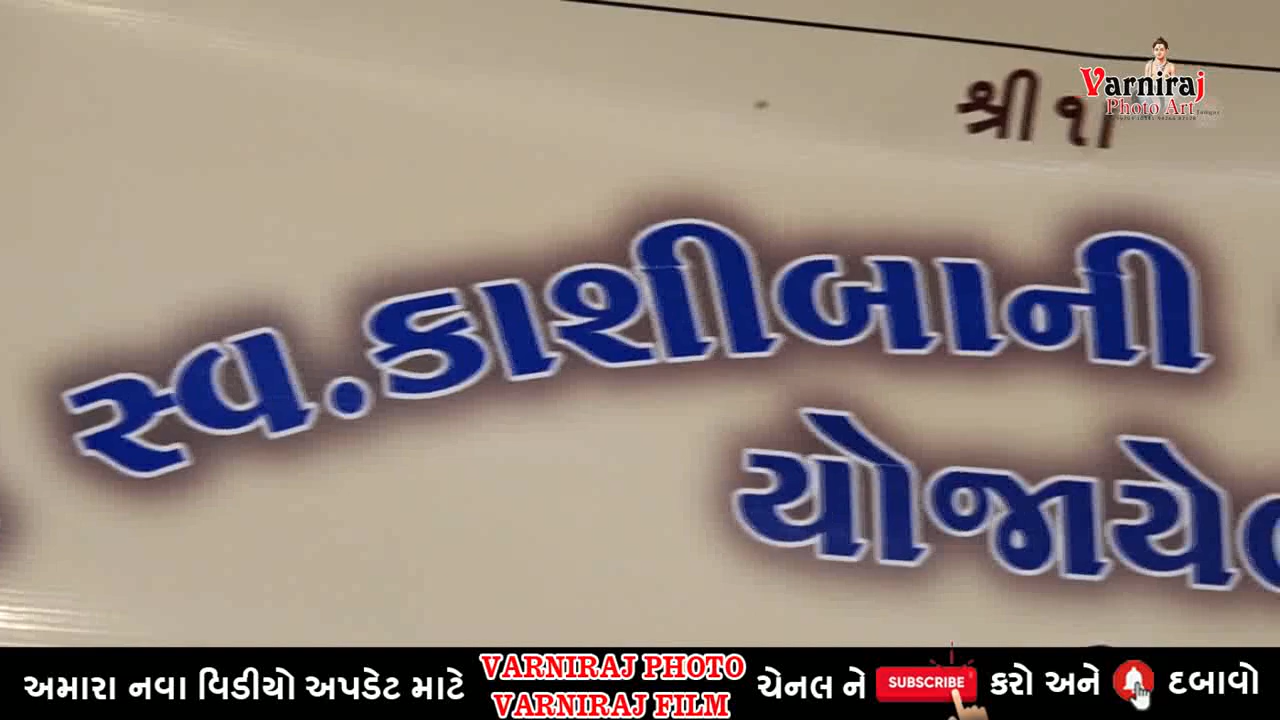 Varniraj
Photo Art
શ્રી ૧ા
સ્વ.કાશીબાની
યોજાયે
અમારા નવા વિડીયો અપડેટ માટે VARNIRAJ PHOTO ચેનલ ને SUBSCRIBE કરો અને દબાવો
VARNIRAJ FILM